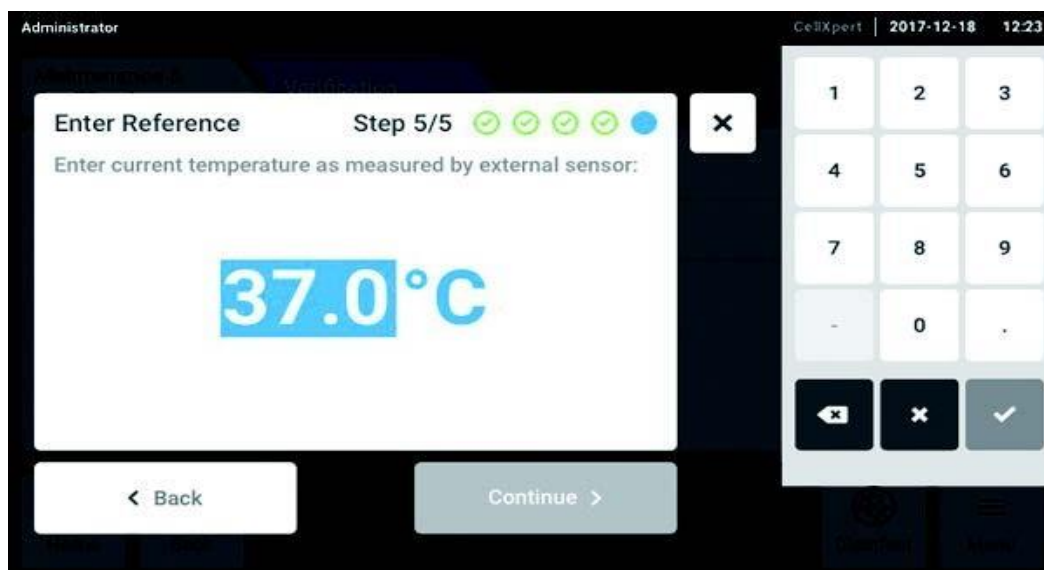 Administrator
CellXpert | 2017-12-18 12:23
Verification
Enter Reference Step 5/5
Enter current temperature as measured by external sensor:
37.0°C
1 2 3
4 5 6
7 8 9
- 0 .
< Back
Continue >